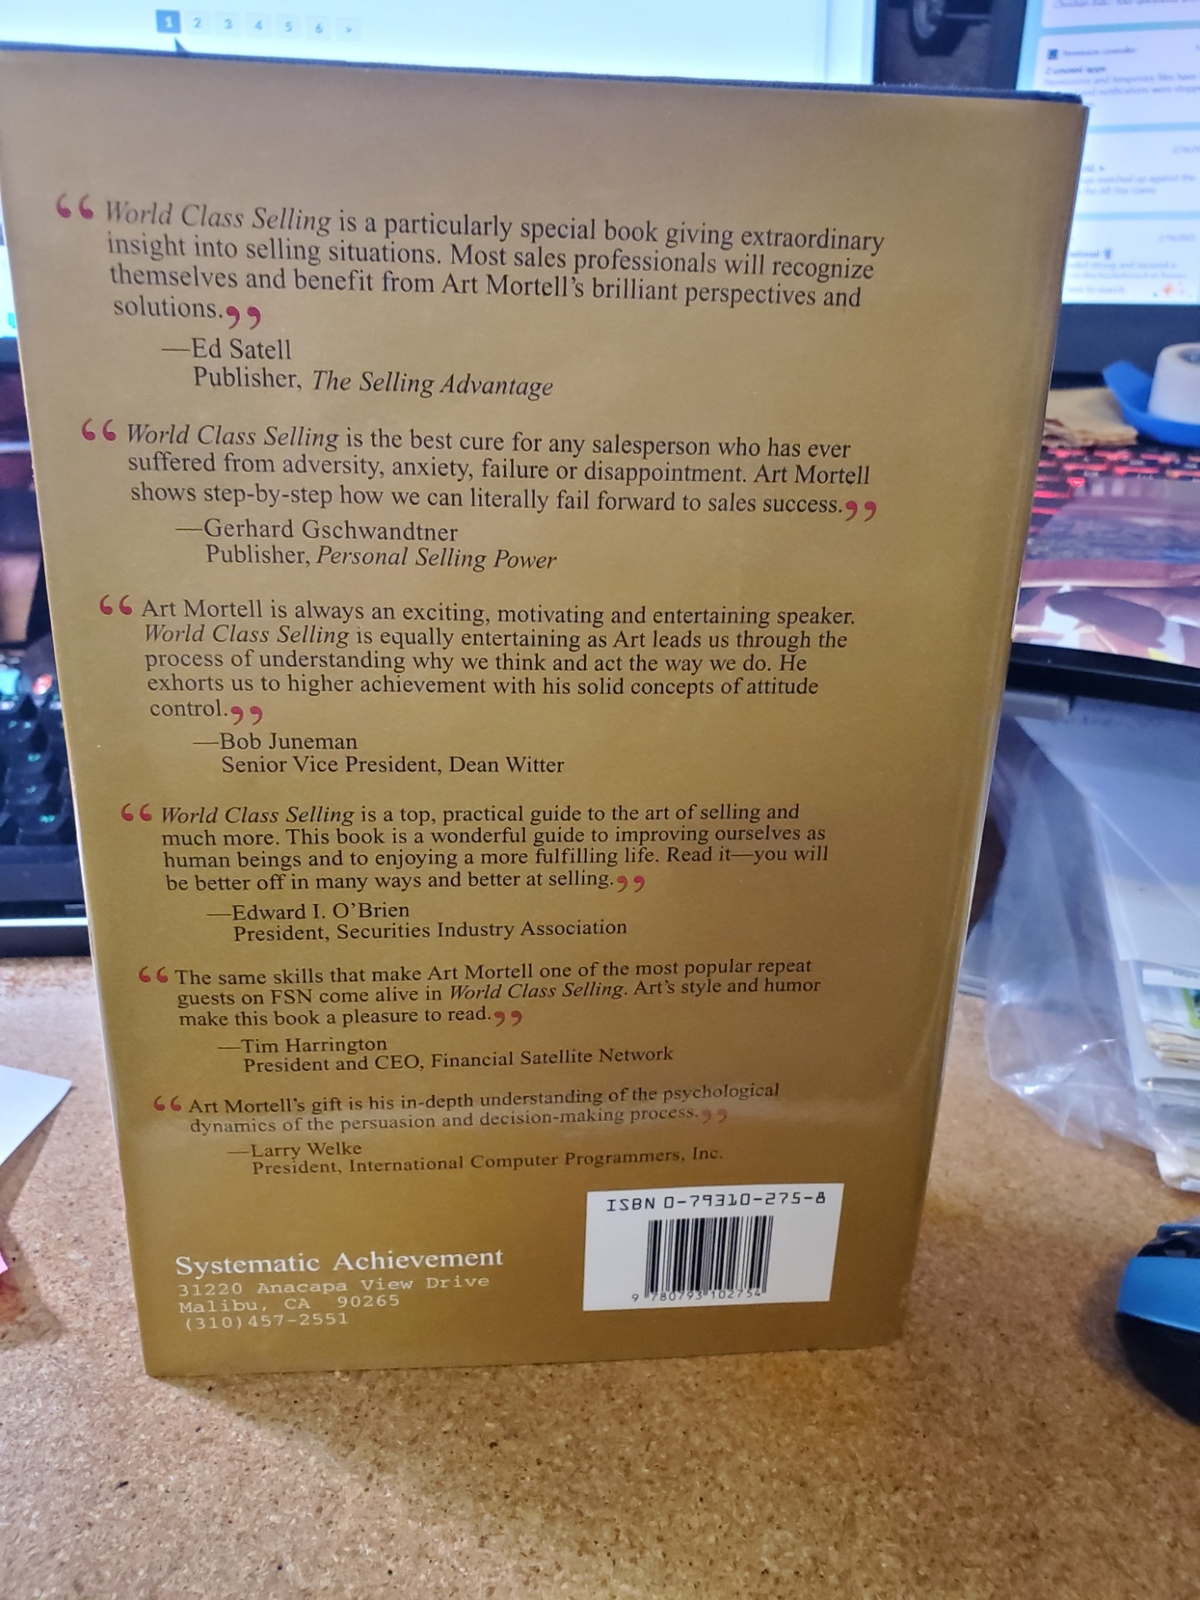 1 2 3 4 5 6 >
Permission controller
2 unused apps
“World Class Selling is a particularly special book giving extraordinary
insight into selling situations. Most sales professionals will recognize
themselves and benefit from Art Mortell’s brilliant perspectives and
solutions.”
—Ed Satell
Publisher, The Selling Advantage
“World Class Selling is the best cure for any salesperson who has ever
suffered from adversity, anxiety, failure or disappointment. Art Mortell
shows step-by-step how we can literally fail forward to sales success.”
—Gerhard Gschwandtner
Publisher, Personal Selling Power
“Art Mortell is always an exciting, motivating and entertaining speaker.
World Class Selling is equally entertaining as Art leads us through the
process of understanding why we think and act the way we do. He
exhorts us to higher achievement with his solid concepts of attitude
control.”
—Bob Juneman
Senior Vice President, Dean Witter
“World Class Selling is a top, practical guide to the art of selling and
much more. This book is a wonderful guide to improving ourselves as
human beings and to enjoying a more fulfilling life. Read it—you will
be better off in many ways and better at selling.”
—Edward I. O’Brien
President, Securities Industry Association
“The same skills that make Art Mortell one of the most popular repeat
guests on FSN come alive in World Class Selling. Art’s style and humor
make this book a pleasure to read.”
—Tim Harrington
President and CEO, Financial Satellite Network
“Art Mortell’s gift is his in-depth understanding of the psychological
dynamics of the persuasion and decision-making process.”
—Larry Welke
President, International Computer Programmers, Inc.
ISBN 0-79310-275-8
9 780793 102754
Systematic Achievement
31220 Anacapa View Drive
Malibu, CA 90265
(310)457-2551